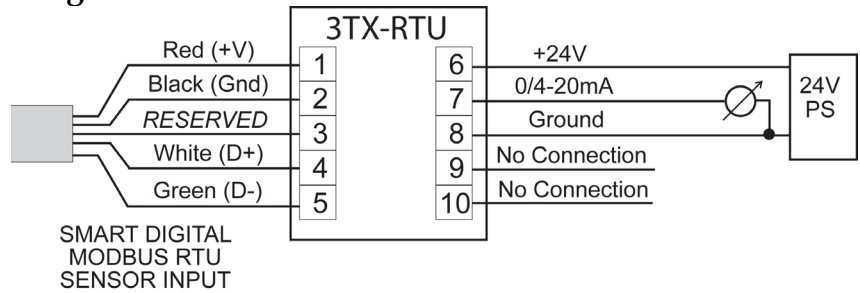 3TX-RTU
Red (+V)
1
Black (Gnd)
2
RESERVED
3
White (D+)
4
Green (D-)
5
6
+24V
7
0/4-20mA
8
Ground
9
No Connection
10
No Connection
24V
PS
SMART DIGITAL
MODBUS RTU
SENSOR INPUT